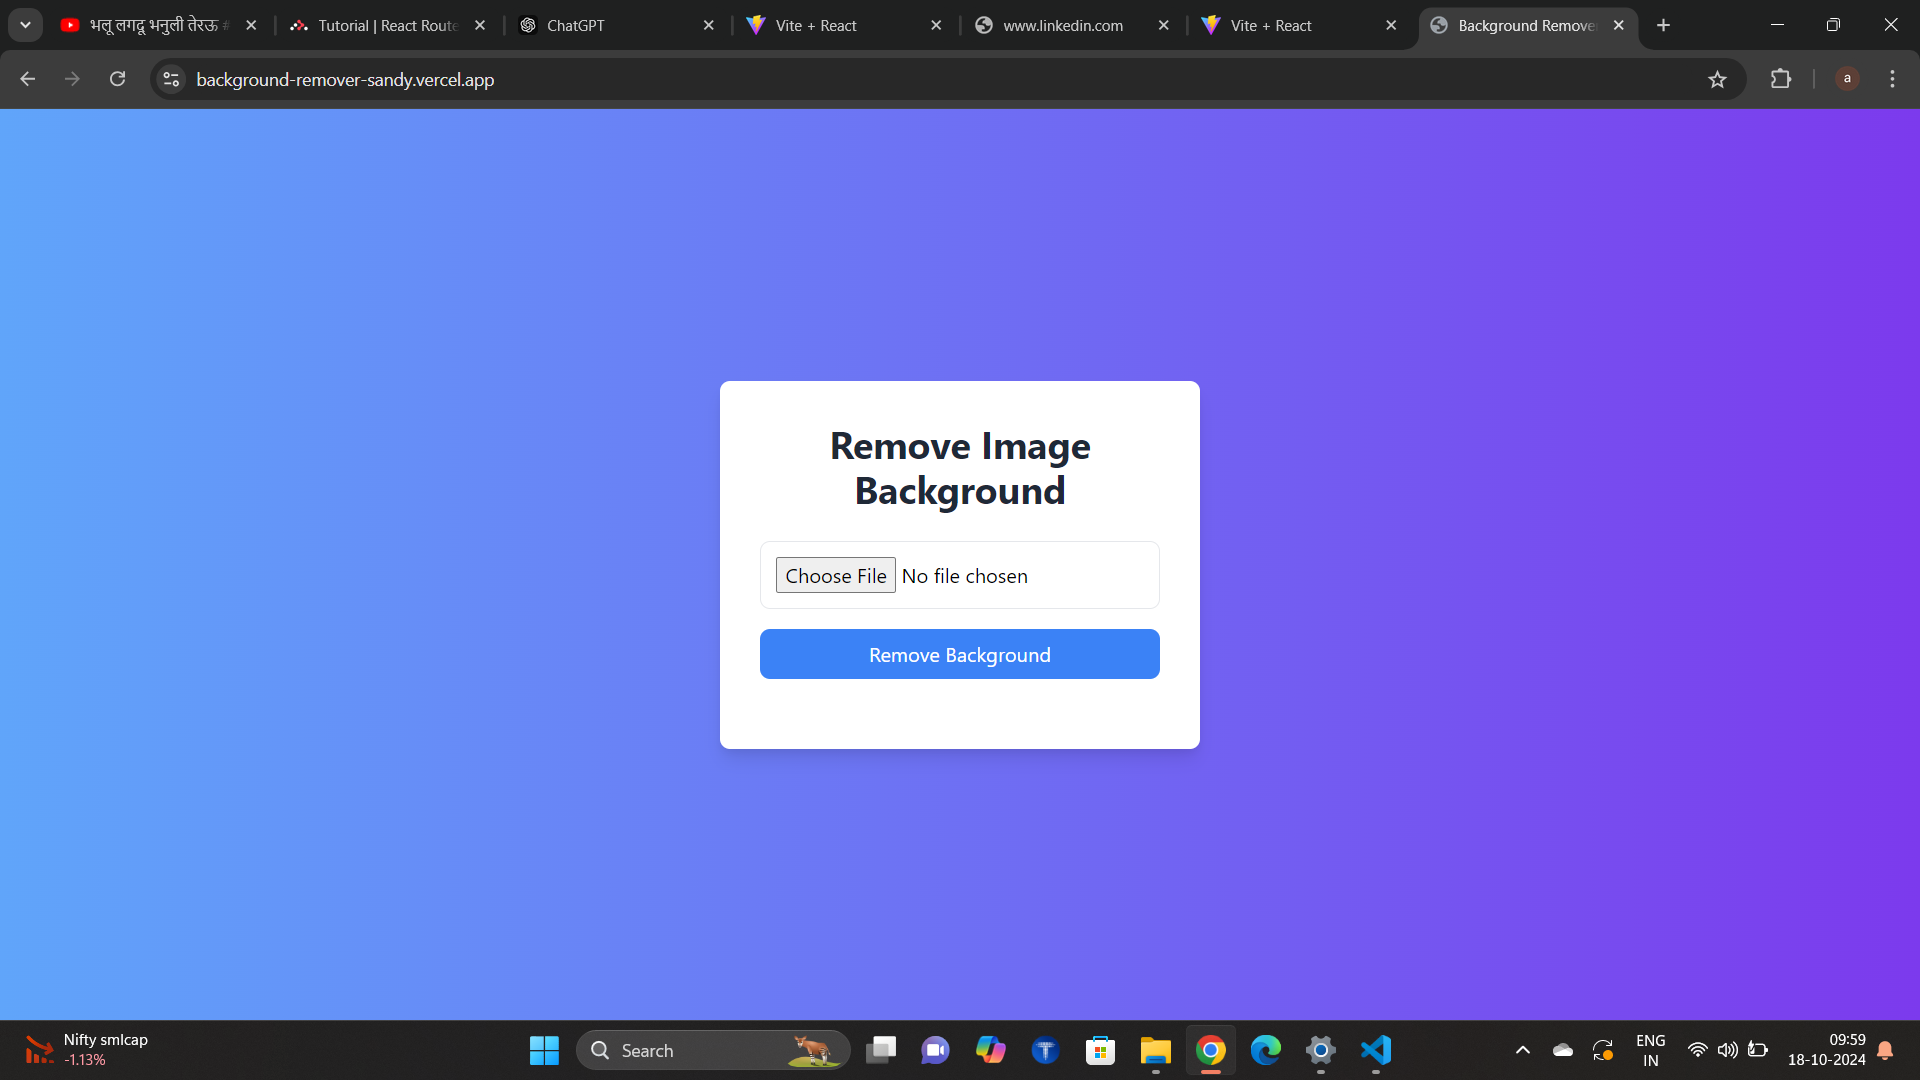 भलू लगदू भनुली तेरऊ #
Tutorial | React Route
ChatGPT
Vite + React
www.linkedin.com
Vite + React
Background Remove
background-remover-sandy.vercel.app
a
Remove Image
Background
Choose File No file chosen
Remove Background
Nifty smlcap
-1.13%
Search
ENG
IN
09:59
18-10-2024